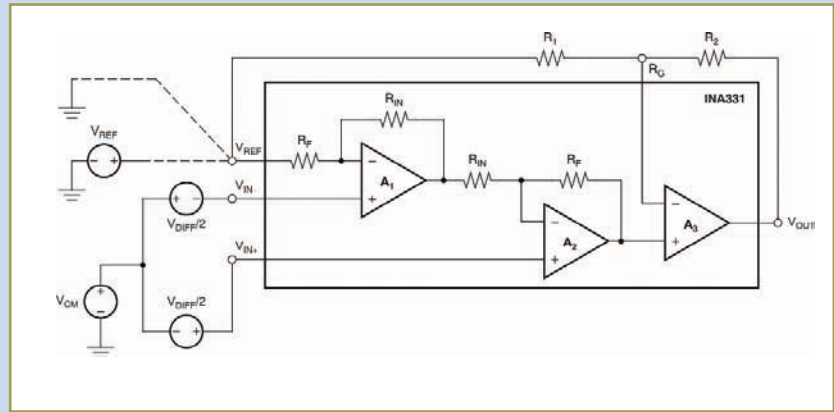 R1
R2
RG
INA331
RIN
VREF
VREF
RF
RIN
RF
A1
VIN-
A3
VOUT
VDIFF/2
VIN+
A2
VCM
VDIFF/2